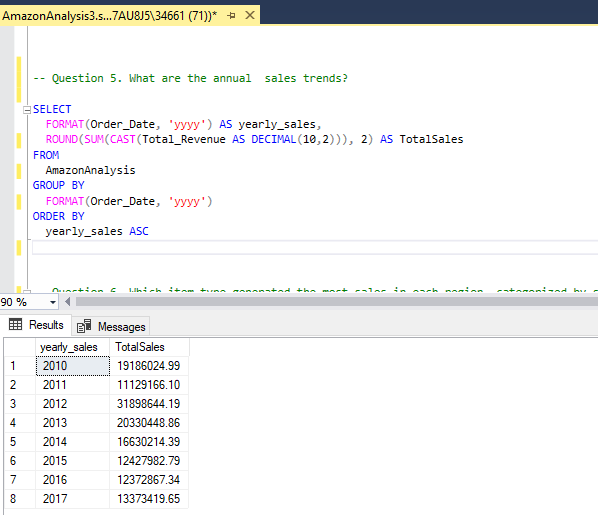 AmazonAnalysis3.s...7AU8J5\34661 (71))*
-- Question 5. What are the annual  sales trends?
SELECT
FORMAT(Order_Date, 'yyyy') AS yearly_sales,
ROUND(SUM(CAST(Total_Revenue AS DECIMAL(10,2))), 2) AS TotalSales
FROM
AmazonAnalysis
GROUP BY
FORMAT(Order_Date, 'yyyy')
ORDER BY
yearly_sales ASC
Question 6. Which item type generated the most sales in each region, categorized by
90 %
Results Messages
yearly_sales TotalSales
1 2010 19186024.99
2 2011 11129166.10
3 2012 31898644.19
4 2013 20330448.86
5 2014 16630214.39
6 2015 12427982.79
7 2016 12372867.34
8 2017 13373419.65